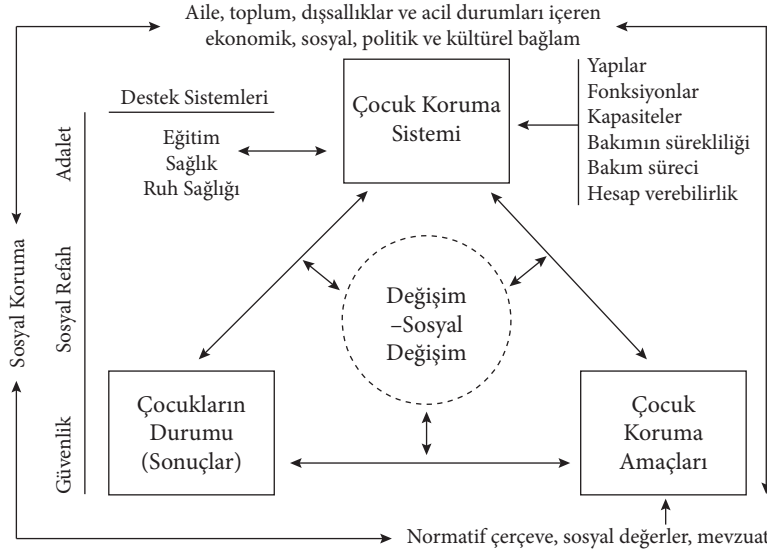 Aile, toplum, dışsallıklar ve acil durumları içeren
ekonomik, sosyal, politik ve kültürel bağlam
Destek Sistemleri
Eğitim
Sağlık
Ruh Sağlığı
Çocuk Koruma
Sistemi
Yapılar
Fonksiyonlar
Kapasiteler
Bakımın sürekliliği
Bakım süreci
Hesap verebilirlik
Sosyal Koruma
Adalet
Sosyal Refah
Güvenlik
Değişim
–Sosyal
Değişim
Çocukların
Durumu
(Sonuçlar)
Çocuk
Koruma
Amaçları
Normatif çerçeve, sosyal değerler, mevzuat